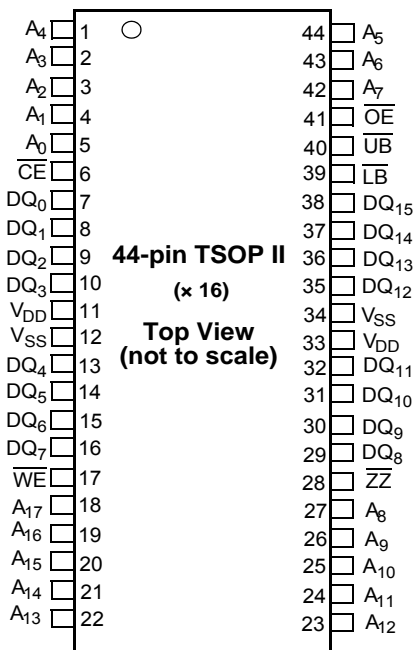 A4 1 44 A5
A3 2 43 A6
A2 3 42 A7
A1 4 41 OE
A0 5 40 UB
CE 6 39 LB
DQ0 7 38 DQ15
DQ1 8 37 DQ14
DQ2 9 44-pin TSOP II 36 DQ13
DQ3 10 (× 16) 35 DQ12
VDD 11 Top View 34 VSS
VSS 12 (not to scale) 33 VDD
DQ4 13 32 DQ11
DQ5 14 31 DQ10
DQ6 15 30 DQ9
DQ7 16 29 DQ8
WE 17 28 ZZ
A17 18 27 A8
A16 19 26 A9
A15 20 25 A10
A14 21 24 A11
A13 22 23 A12